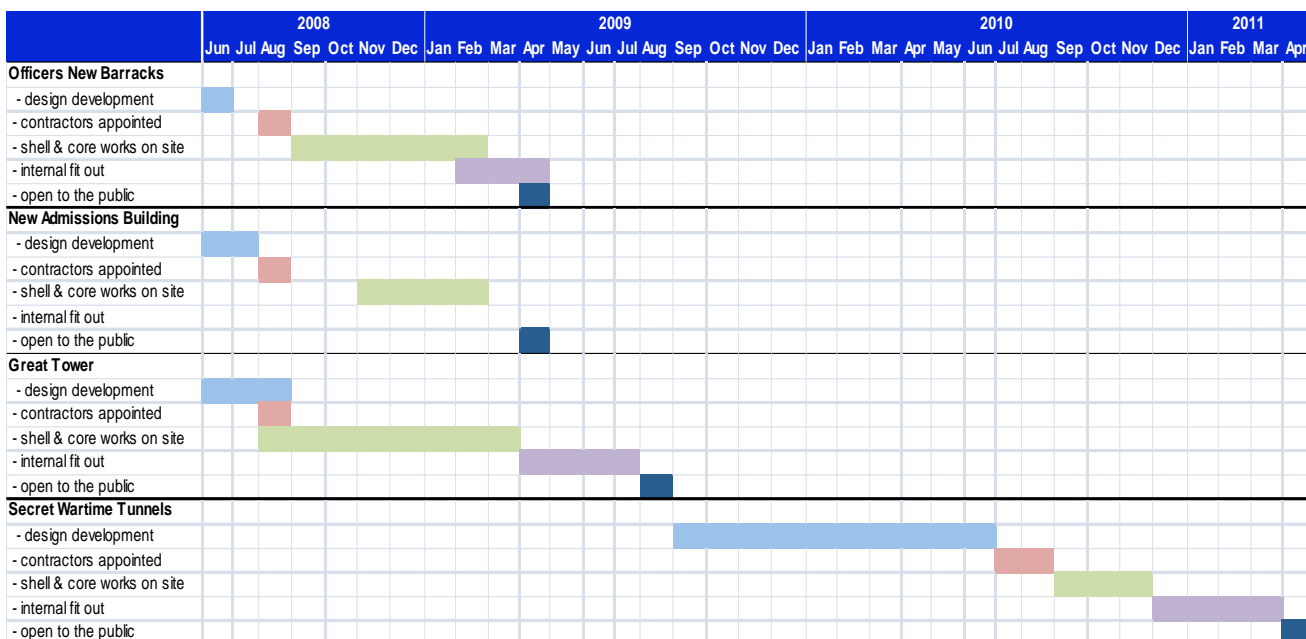 2008 2009 2010 2011
Jun Jul Aug Sep Oct Nov Dec Jan Feb Mar Apr May Jun Jul Aug Sep Oct Nov Dec Jan Feb Mar Apr May Jun Jul Aug Sep Oct Nov Dec Jan Feb Mar Apr
Officers New Barracks
- design development
- contractors appointed
- shell & core works on site
- internal fit out
- open to the public
New Admissions Building
- design development
- contractors appointed
- shell & core works on site
- internal fit out
- open to the public
Great Tower
- design development
- contractors appointed
- shell & core works on site
- internal fit out
- open to the public
Secret Wartime Tunnels
- design development
- contractors appointed
- shell & core works on site
- internal fit out
- open to the public